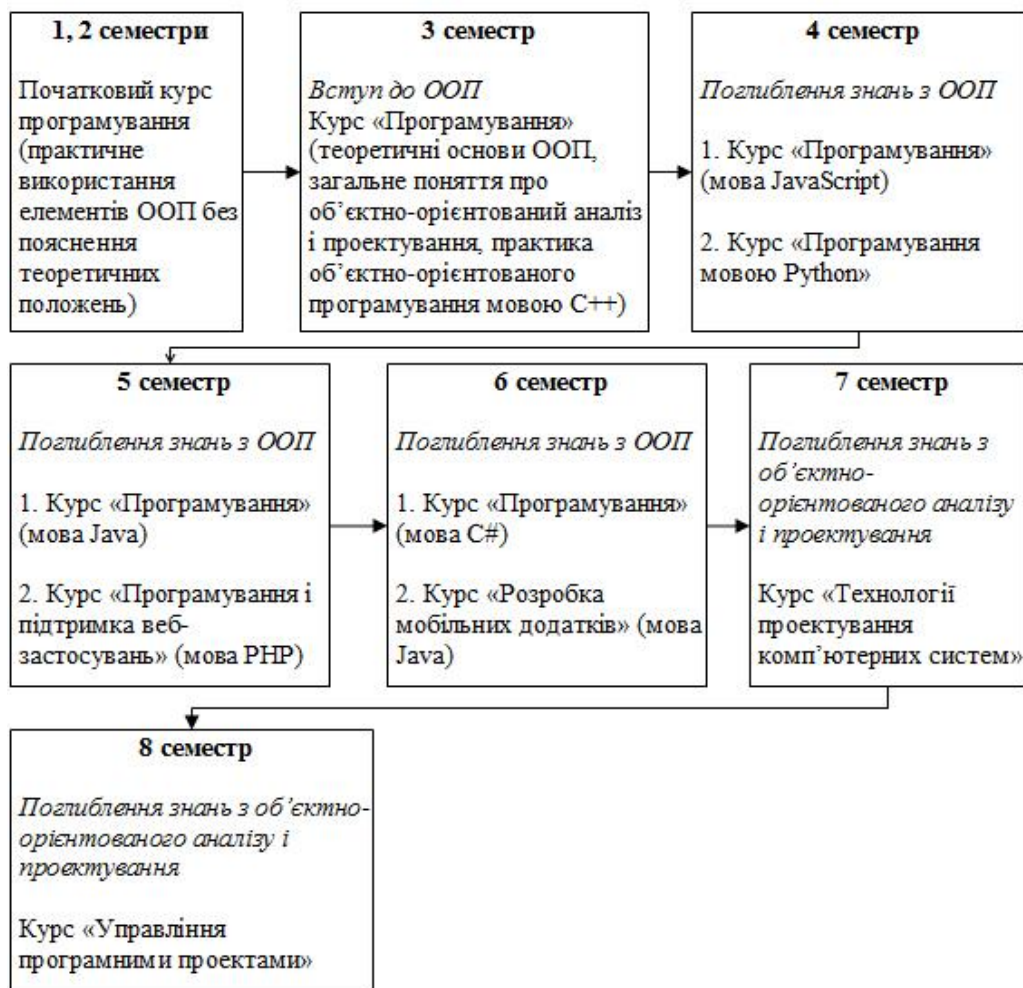 1, 2 семестри
Початковий курс
програмування
(практичне
використання
елементів ООП без
пояснення
теоретичних
положень)
3 семестр
Вступ до ООП
Курс «Програмування»
(теоретичні основи ООП,
загальне поняття про
об’єктно-орієнтований аналіз
і проектування, практика
об’єктно-орієнтованого
програмування мовою С++)
4 семестр
Поглиблення знань з ООП
1. Курс «Програмування»
(мова JavaScript)
2. Курс «Програмування
мовою Python»
5 семестр
Поглиблення знань з ООП
1. Курс «Програмування»
(мова Java)
2. Курс «Програмування і
підтримка веб-
застосувань» (мова PHP)
6 семестр
Поглиблення знань з ООП
1. Курс «Програмування»
(мова C#)
2. Курс «Розробка
мобільних додатків» (мова
Java)
7 семестр
Поглиблення знань з
об’єктно-
орієнтованого аналізу
і проектування
Курс «Технології
проектування
комп’ютерних систем»
8 семестр
Поглиблення знань з об’єктно-
орієнтованого аналізу і
проектування
Курс «Управління
програмними проектами»